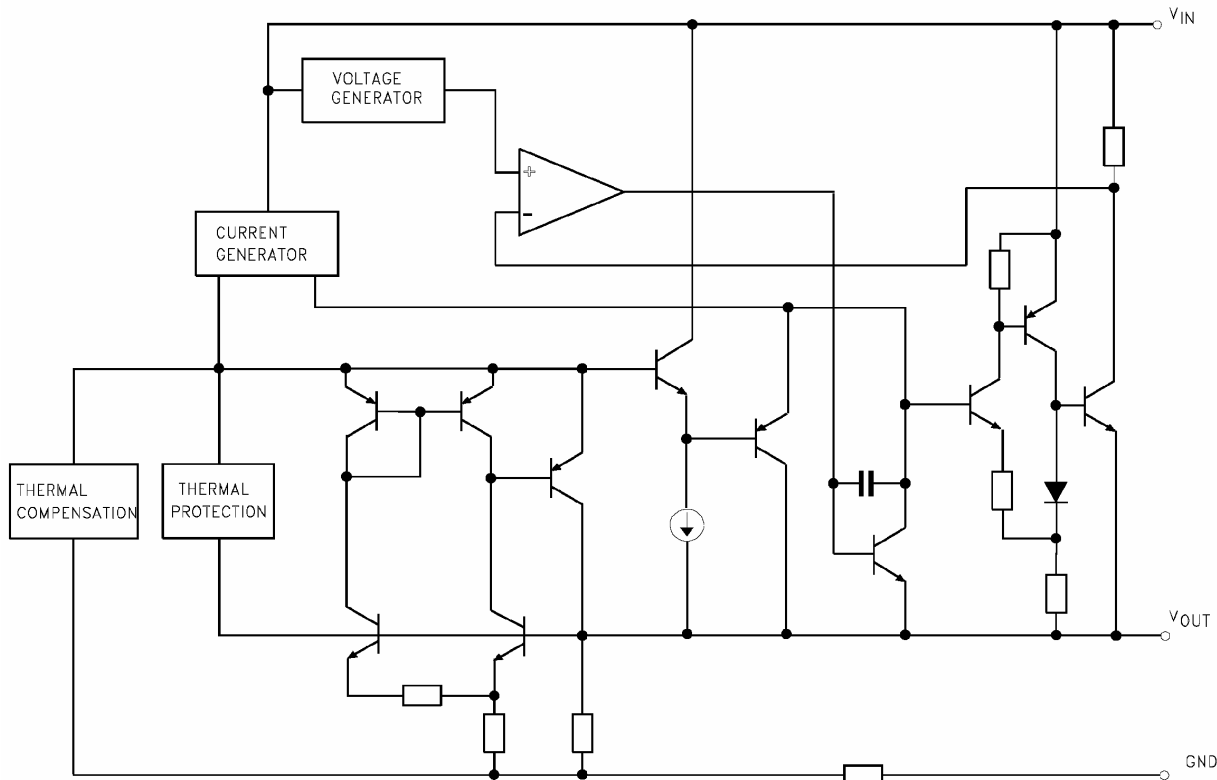 VIN
VOLTAGE
GENERATOR
+
-
CURRENT
GENERATOR
THERMAL
COMPENSATION
THERMAL
PROTECTION
VOUT
GND